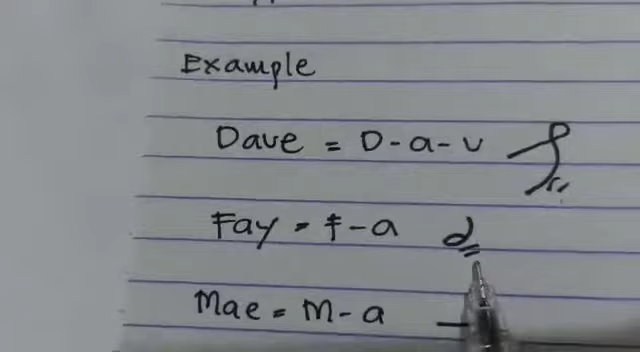 Example
Dave = D-a-v
Fay = f-a
Mae = M-a